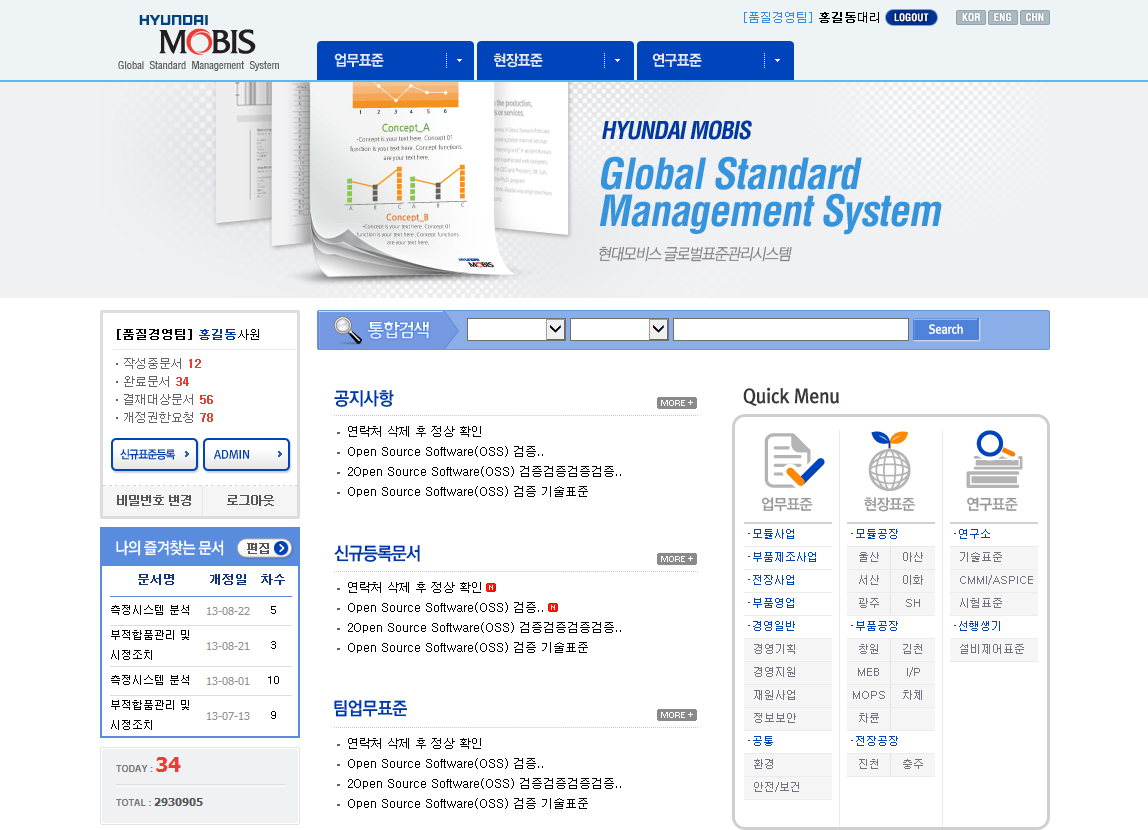 HYUNDAI
MOBIS
Global Standard Management System
[품질경영팀] 홍길동대리 LOGOUT KOR ENG CHN
업무표준 현장표준 연구표준
1 2 3 4 5 6
Concept_A
-Concept is your text here, Concept 01
function is your text here. Concept functions
are your text here.
A B C A B C
Concept_B
-Concept is your text here, Concept 01
function is your text here. Concept functions
are your text here.
HYUNDAI MOBIS
the production,
s or services.
HYUNDAI MOBIS
Global Standard
Management System
현대모비스 글로벌표준관리시스템
[품질경영팀] 홍길동사원
· 작성중문서 12
· 완료문서 34
· 결재대상문서 56
· 개정권한요청 78
신규표준등록 ADMIN
비밀번호 변경 로그아웃
나의 즐겨찾는 문서 편집
문서명 개정일 차수
측정시스템 분석 13-08-22 5
부적합품관리 및
시정조치 13-08-21 3
측정시스템 분석 13-08-01 10
부적합품관리 및
시정조치 13-07-13 9
TODAY : 34
TOTAL : 2930905
통합검색 Search
공지사항 MORE +
- 연락처 삭제 후 정상 확인
- Open Source Software(OSS) 검증..
- 2Open Source Software(OSS) 검증검증검증검증..
- Open Source Software(OSS) 검증 기술표준
신규등록문서 MORE +
- 연락처 삭제 후 정상 확인 N
- Open Source Software(OSS) 검증.. N
- 2Open Source Software(OSS) 검증검증검증검증..
- Open Source Software(OSS) 검증 기술표준
팀업무표준 MORE +
- 연락처 삭제 후 정상 확인
- Open Source Software(OSS) 검증..
- 2Open Source Software(OSS) 검증검증검증검증..
- Open Source Software(OSS) 검증 기술표준
Quick Menu
업무표준
·모듈사업
·부품제조사업
·전장사업
·부품영업
·경영일반
경영기획
경영지원
재원사업
정보보안
·공통
환경
안전/보건
현장표준
·모듈공장
울산 아산
서산 이화
광주 SH
·부품공장
창원 김천
MEB I/P
MOPS 차체
차륜
·전장공장
진천 충주
연구표준
·연구소
기술표준
CMMI/ASPICE
시험표준
·선행생기
설비제어표준